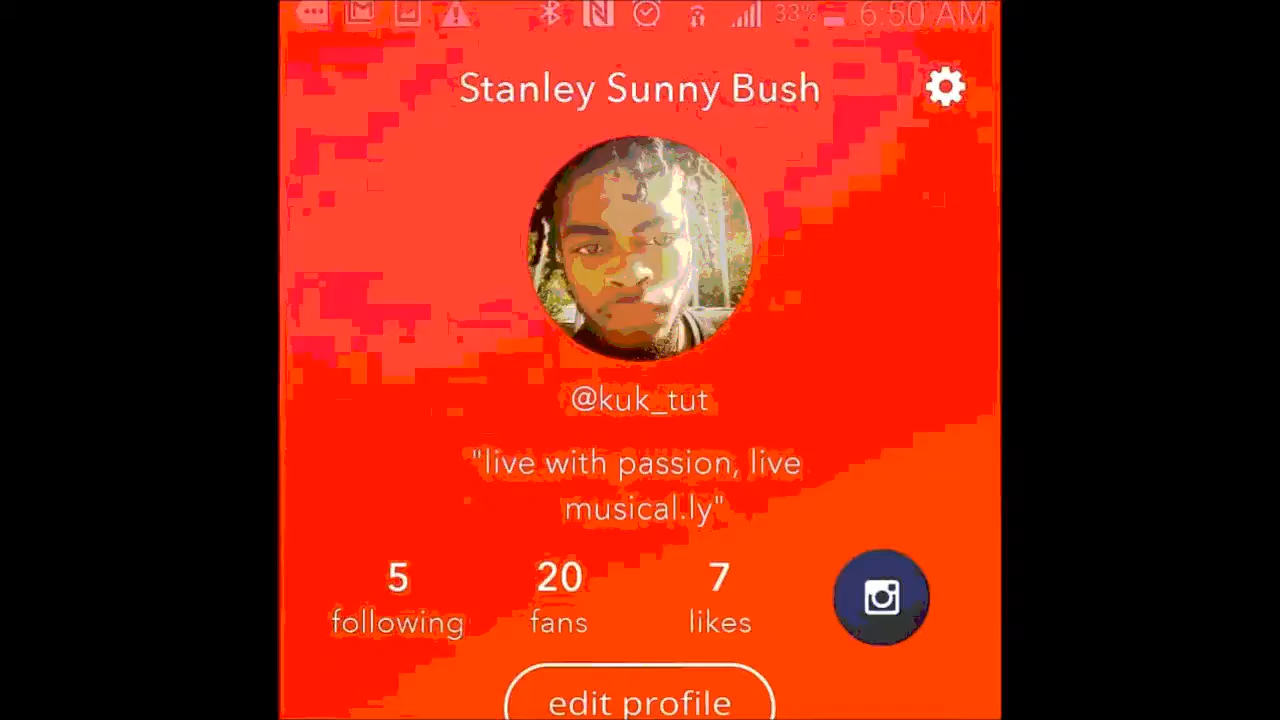 33% 6:50 AM
Stanley Sunny Bush
@kuk_tut
"live with passion, live
musical.ly"
5 20 7
following fans likes
edit profile